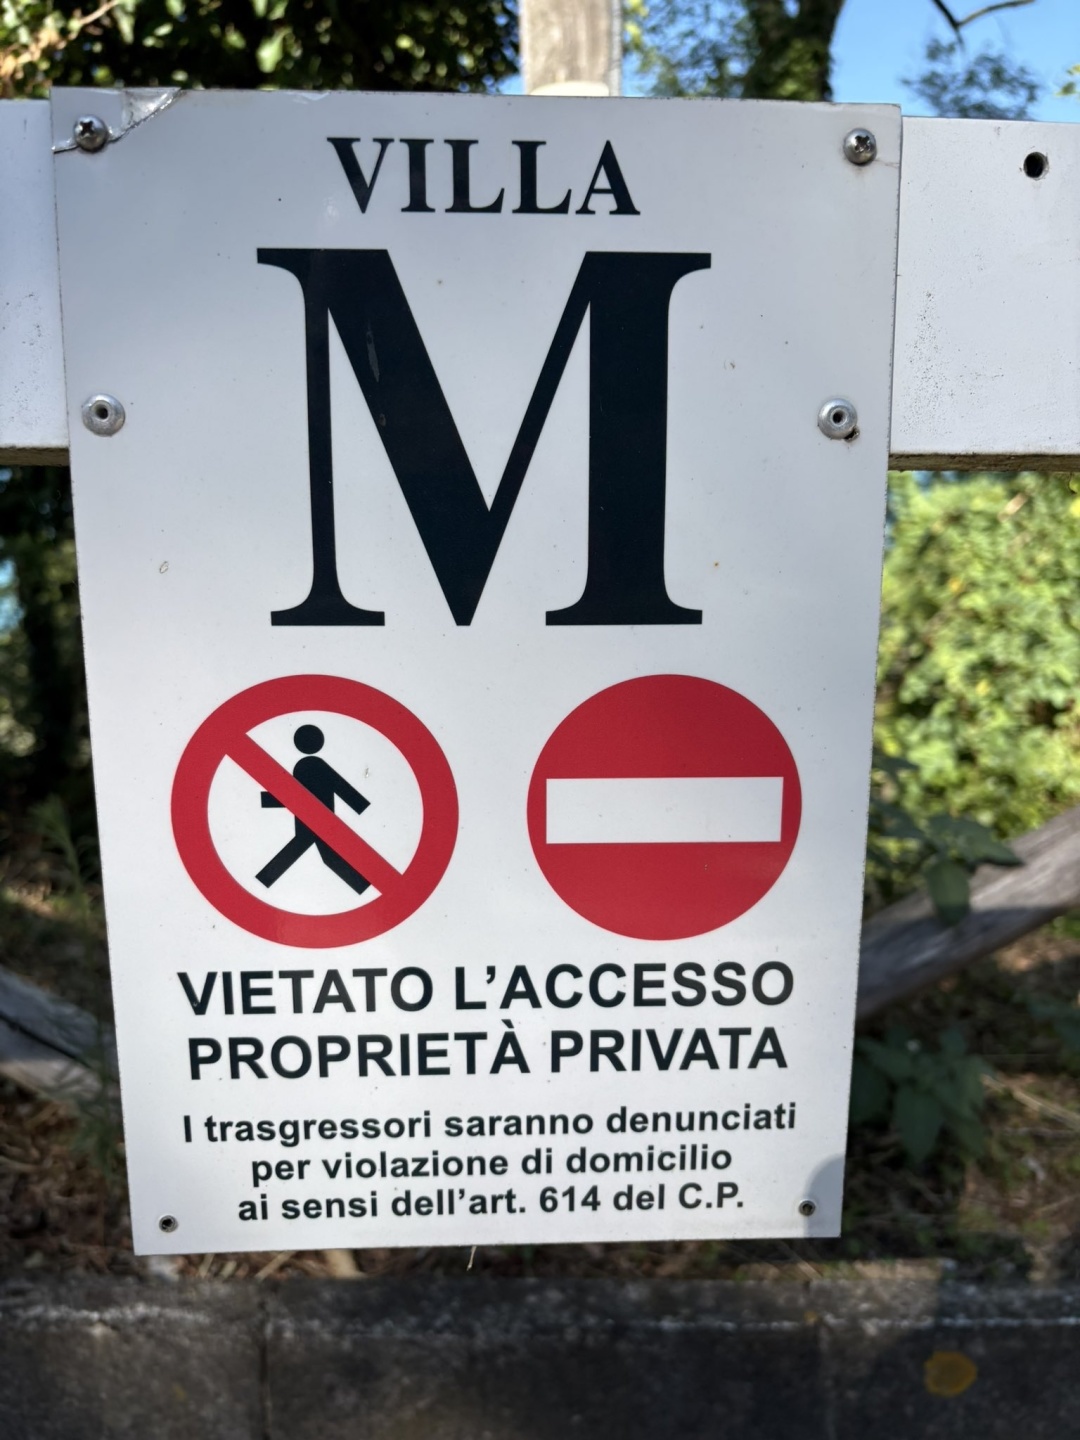 VILLA
M
VIETATO L'ACCESSO
PROPRIETÀ PRIVATA
I trasgressori saranno denunciati
per violazione di domicilio
ai sensi dell'art. 614 del C.P.